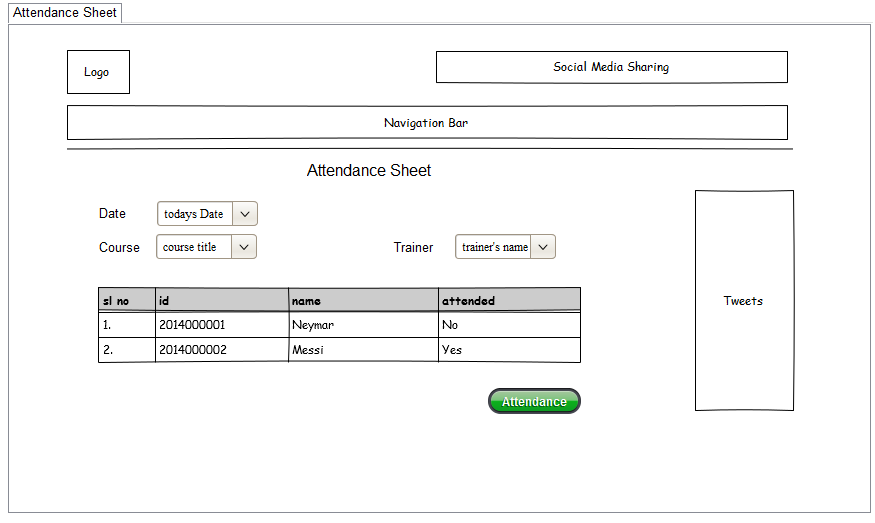 Attendance Sheet
Logo
Social Media Sharing
Navigation Bar
Attendance Sheet
Date todays Date
Course course title Trainer trainer's name
sl no id name attended
1. 2014000001 Neymar No
2. 2014000002 Messi Yes
Tweets
Attendance